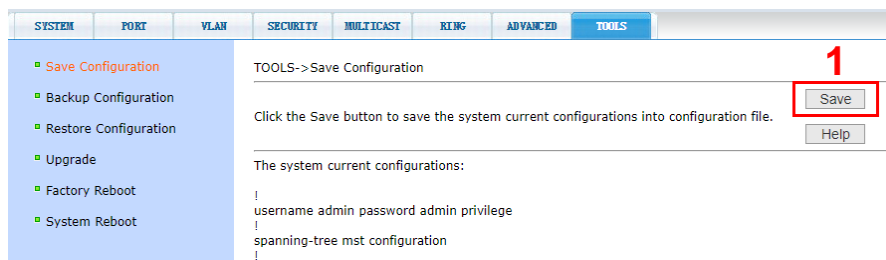 SYSTEM PORT VLAN SECURITY MULTICAST RING ADVANCED TOOLS
Save Configuration
Backup Configuration
Restore Configuration
Upgrade
Factory Reboot
System Reboot
TOOLS->Save Configuration
1
Click the Save button to save the system current configurations into configuration file.
Save
Help
The system current configurations:
!
username admin password admin privilege
!
spanning-tree mst configuration
!